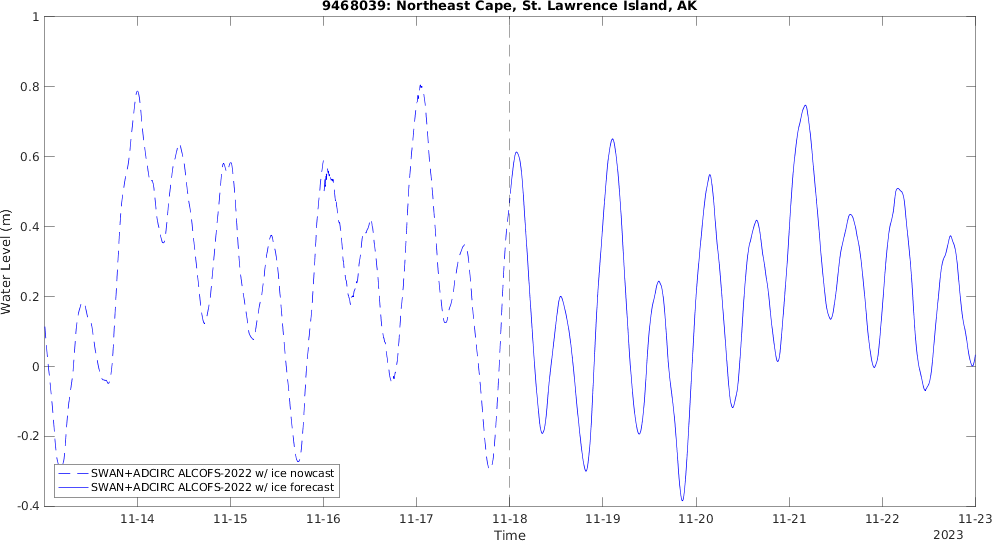 9468039: Northeast Cape, St. Lawrence Island, AK
1
0.8
0.6
0.4
0.2
0
-0.2
-0.4
Water Level (m)
SWAN+ADCIRC ALCOFS-2022 w/ ice nowcast
SWAN+ADCIRC ALCOFS-2022 w/ ice forecast
11-14 11-15 11-16 11-17 11-18 11-19 11-20 11-21 11-22 11-23
Time
2023